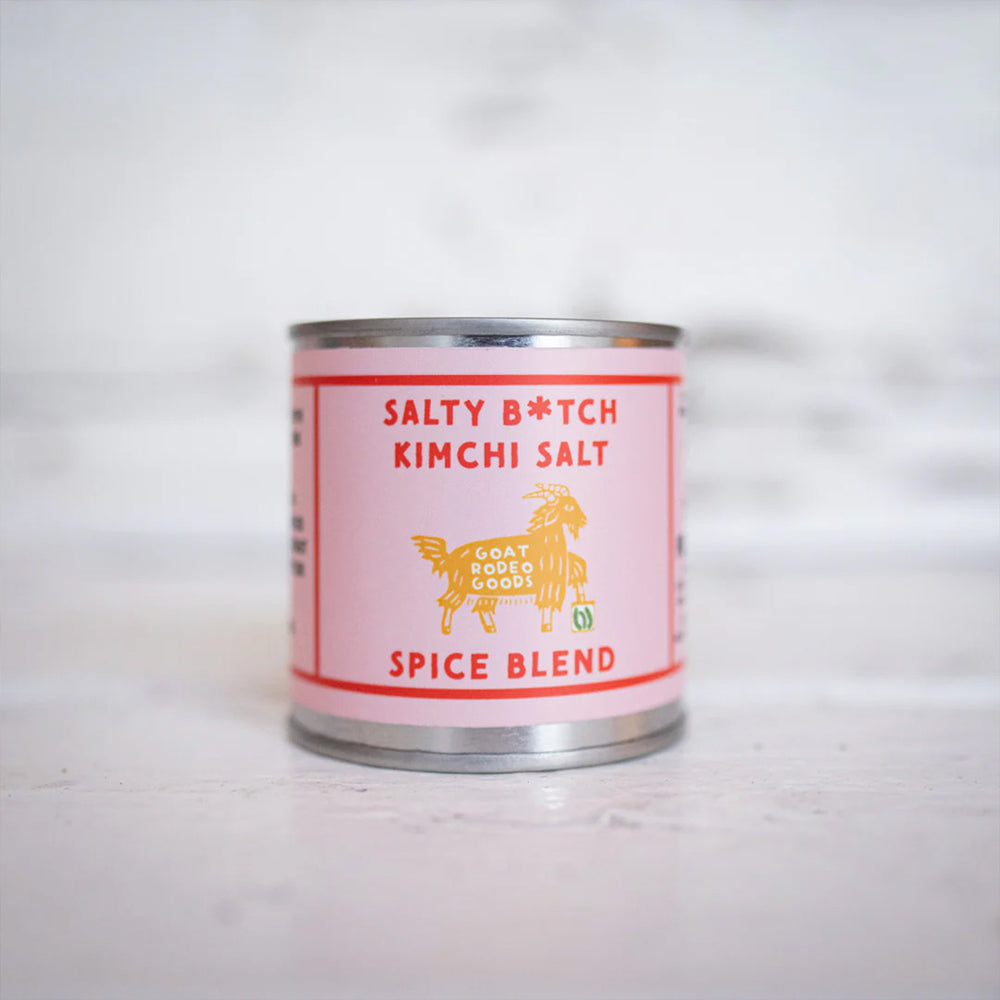 SALTY B*TCH
KIMCHI SALT
GOAT
RODEO
GOODS
SPICE BLEND